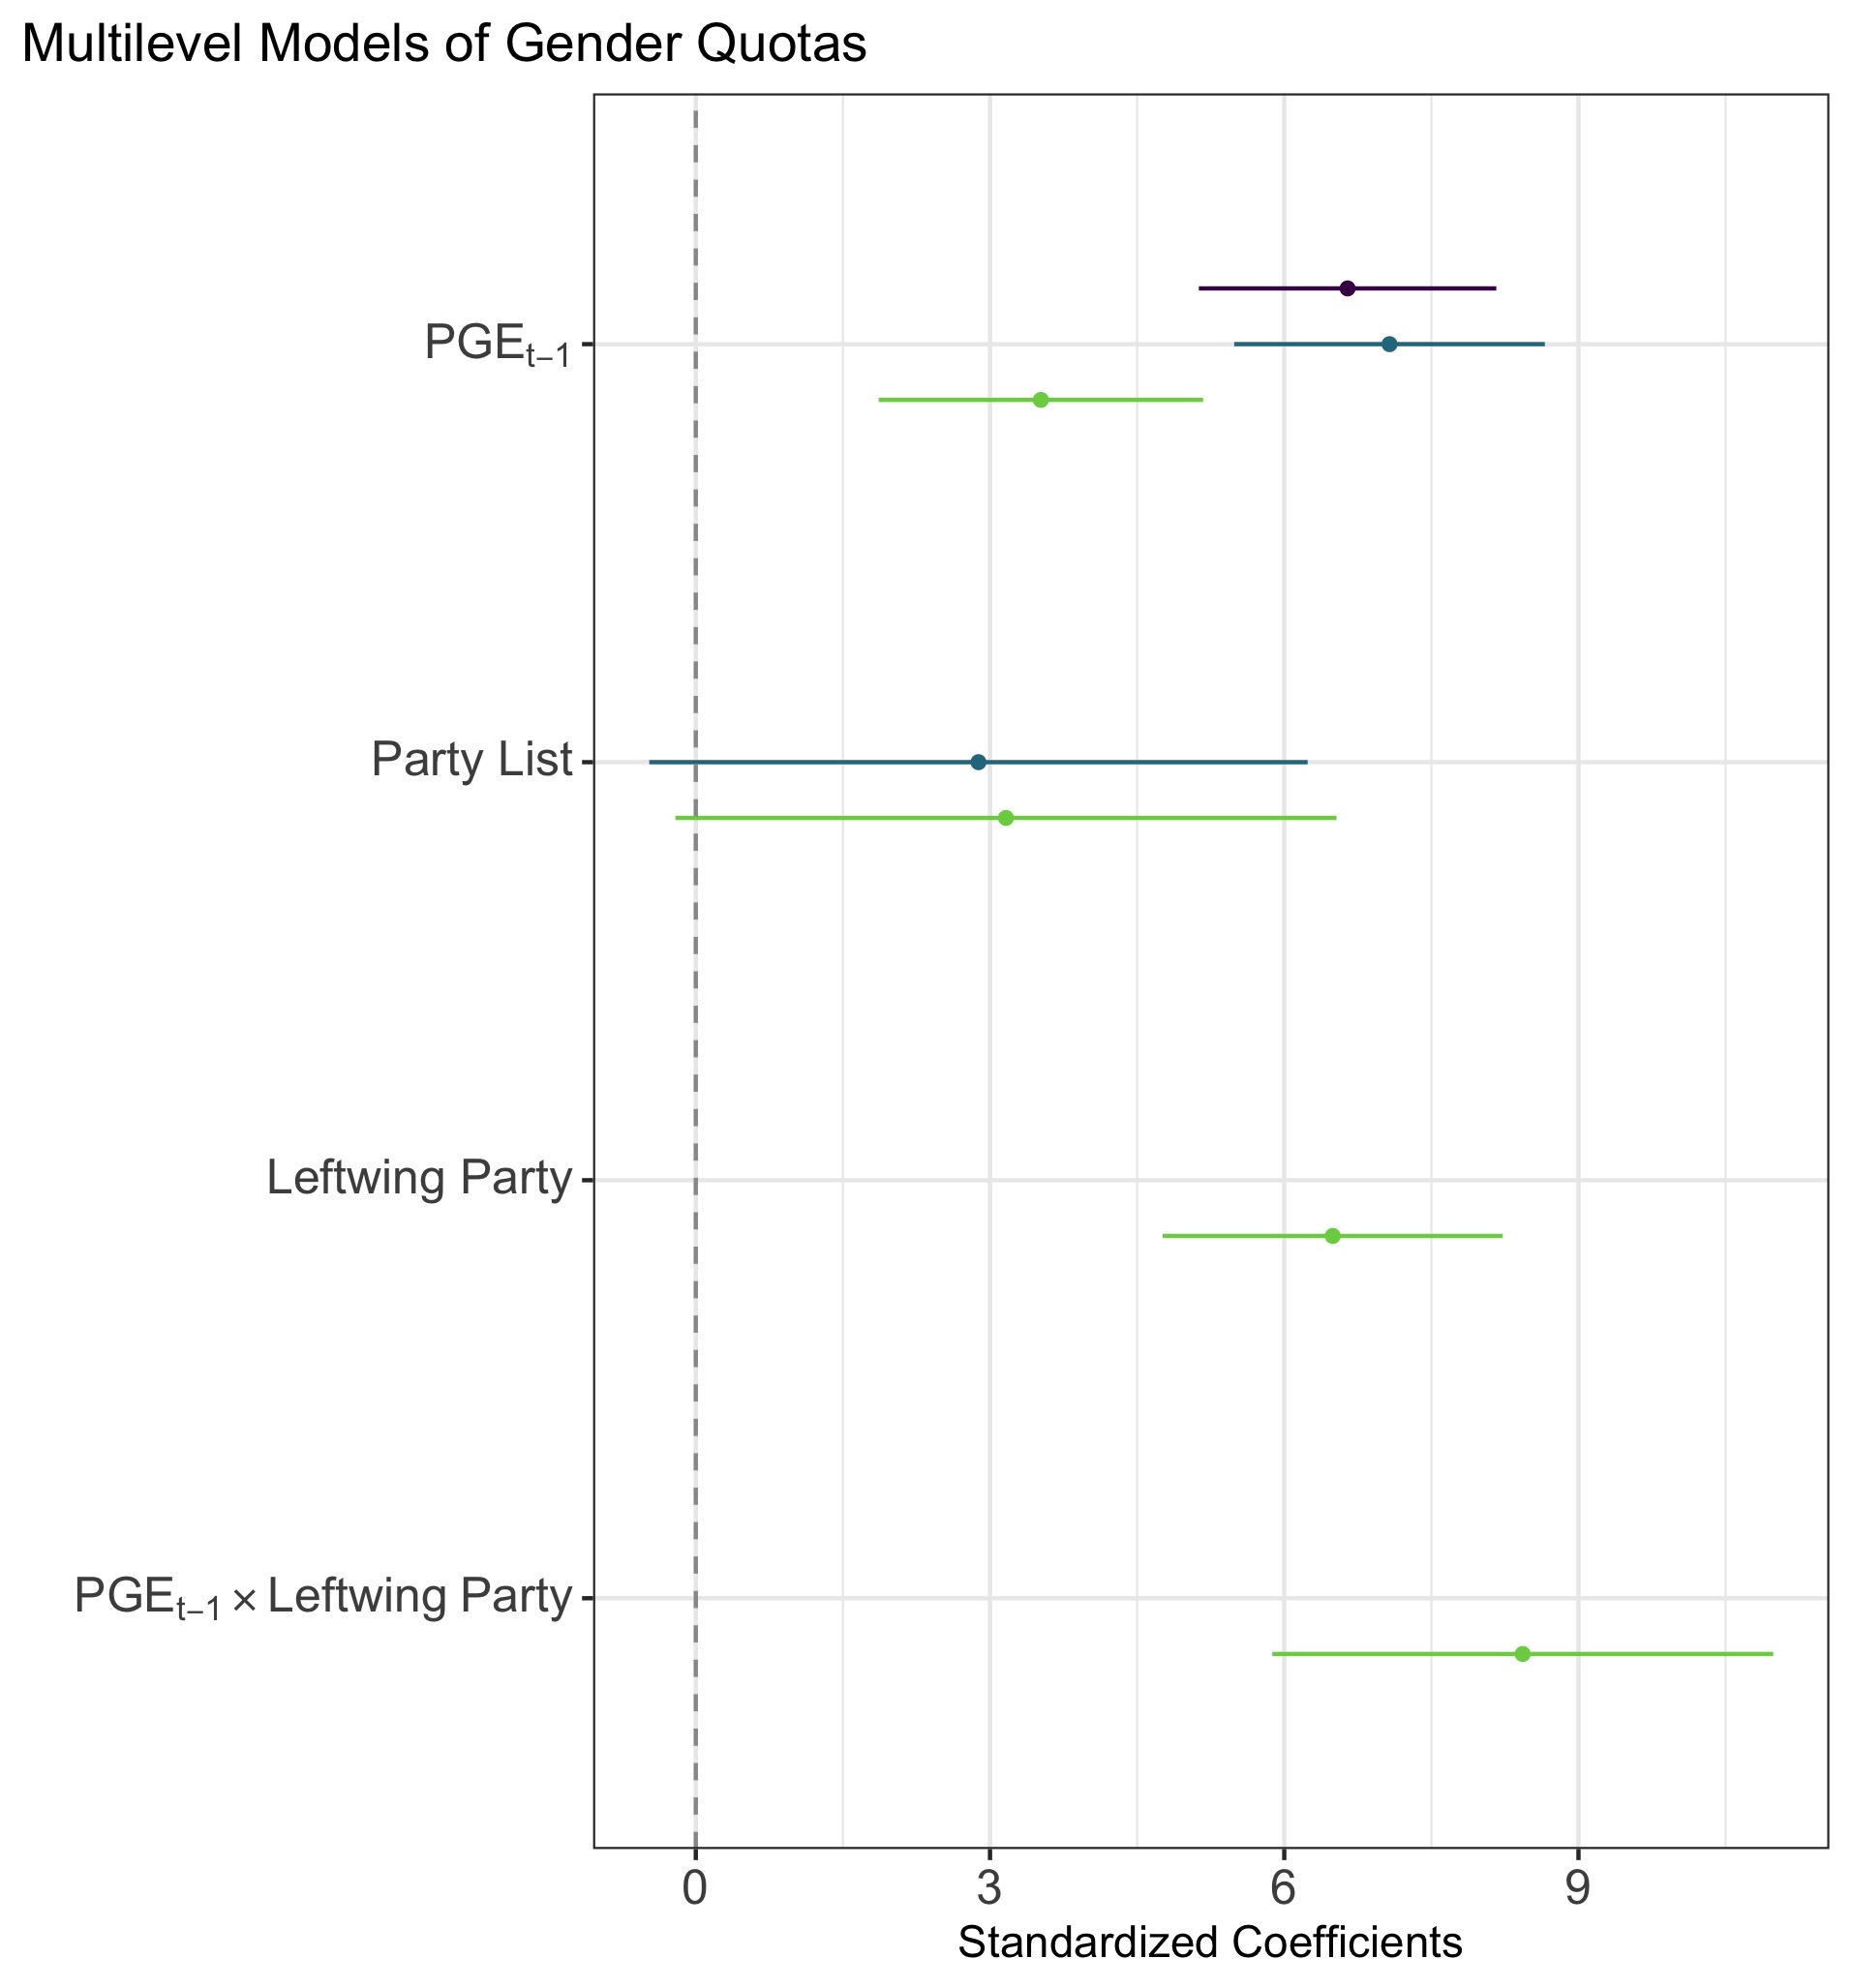 Multilevel Models of Gender Quotas
PGEt−1
Party List
Leftwing Party
PGEt−1 × Leftwing Party
0 3 6 9
Standardized Coefficients